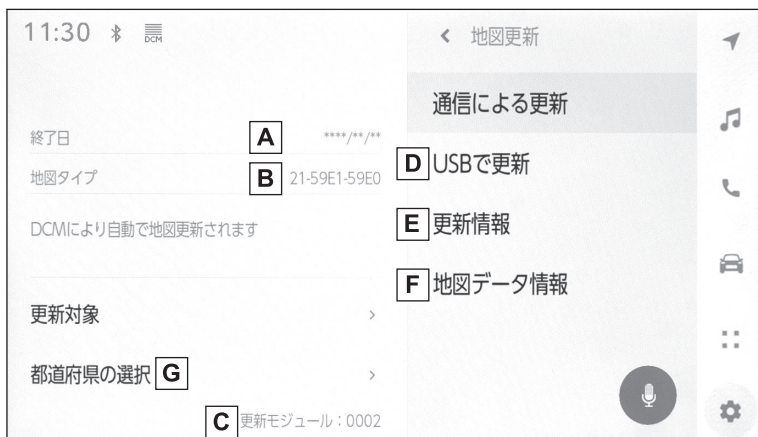 11:30 DCM
終了日 A ****/**/**
地図タイプ B 21-59E1-59E0
DCMにより自動で地図更新されます
更新対象 >
都道府県の選択 G >
C 更新モジュール：0002
< 地図更新
通信による更新
D USBで更新
E 更新情報
F 地図データ情報